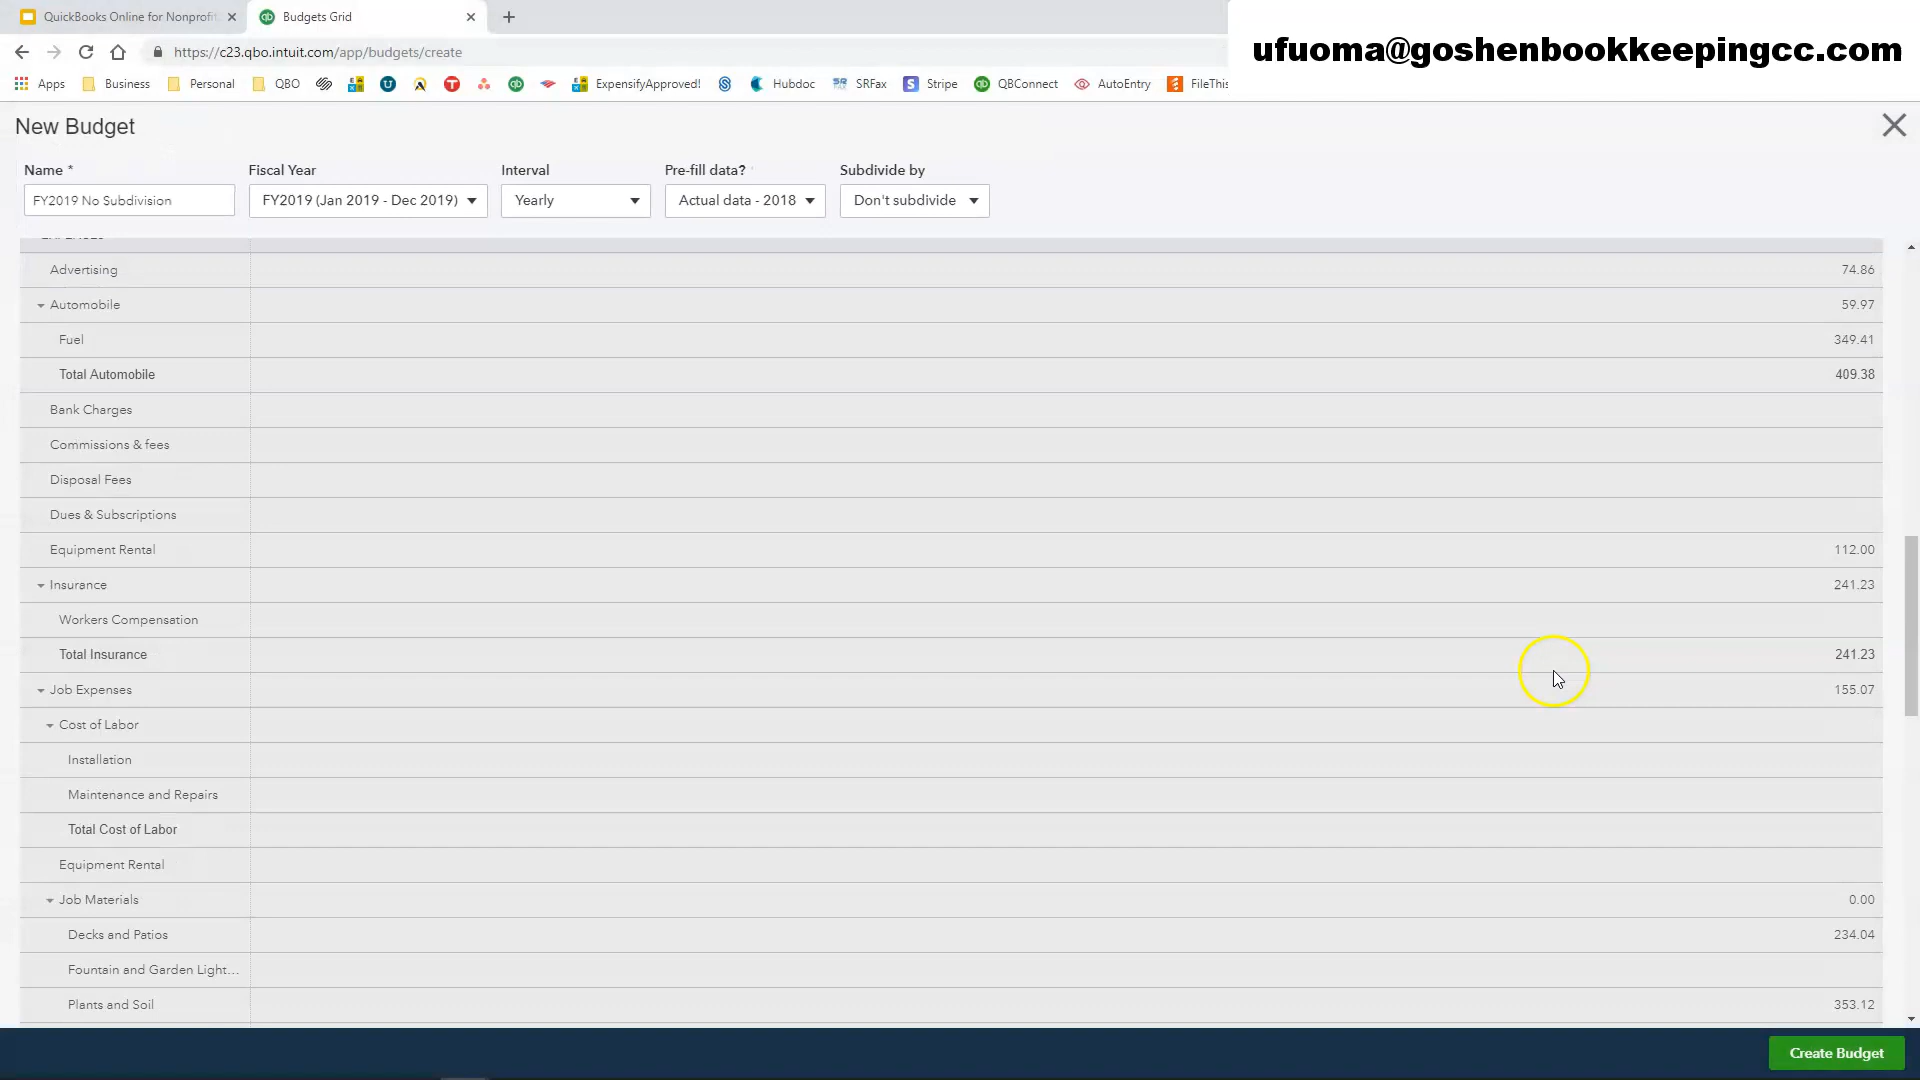 QuickBooks Online for Nonprofit
Budgets Grid
https://c23.qbo.intuit.com/app/budgets/create
ufuoma@goshenbookkeepingcc.com
Apps Business Personal QBO ExpensifyApproved! Hubdoc SRFax Stripe QBConnect AutoEntry FileThis
New Budget
Name * Fiscal Year Interval Pre-fill data? Subdivide by
FY2019 No Subdivision FY2019 (Jan 2019 - Dec 2019) Yearly Actual data - 2018 Don't subdivide
Advertising 74.86
Automobile 59.97
Fuel 349.41
Total Automobile 409.38
Bank Charges
Commissions & fees
Disposal Fees
Dues & Subscriptions
Equipment Rental 112.00
Insurance 241.23
Workers Compensation
Total Insurance 241.23
Job Expenses 155.07
Cost of Labor
Installation
Maintenance and Repairs
Total Cost of Labor
Equipment Rental
Job Materials 0.00
Decks and Patios 234.04
Fountain and Garden Light...
Plants and Soil 353.12
Create Budget